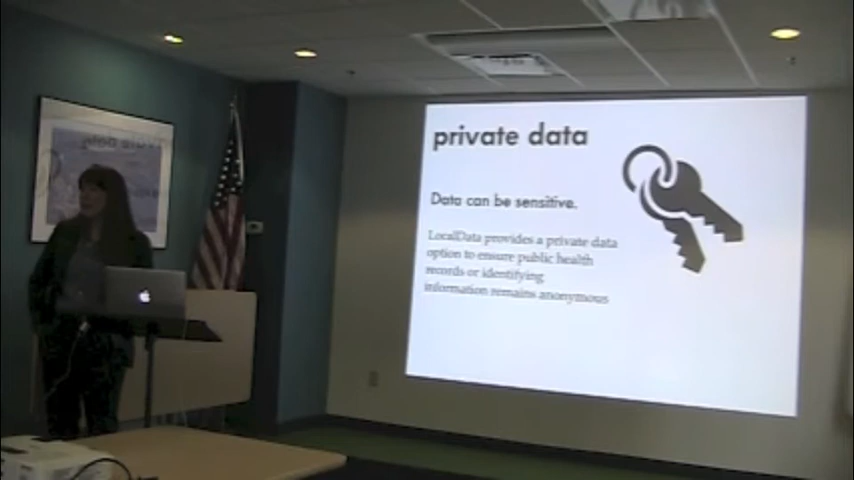 private data
Data can be sensitive.
LocalData provides a private data
option to ensure public health
records or identifying
information remains anonymous